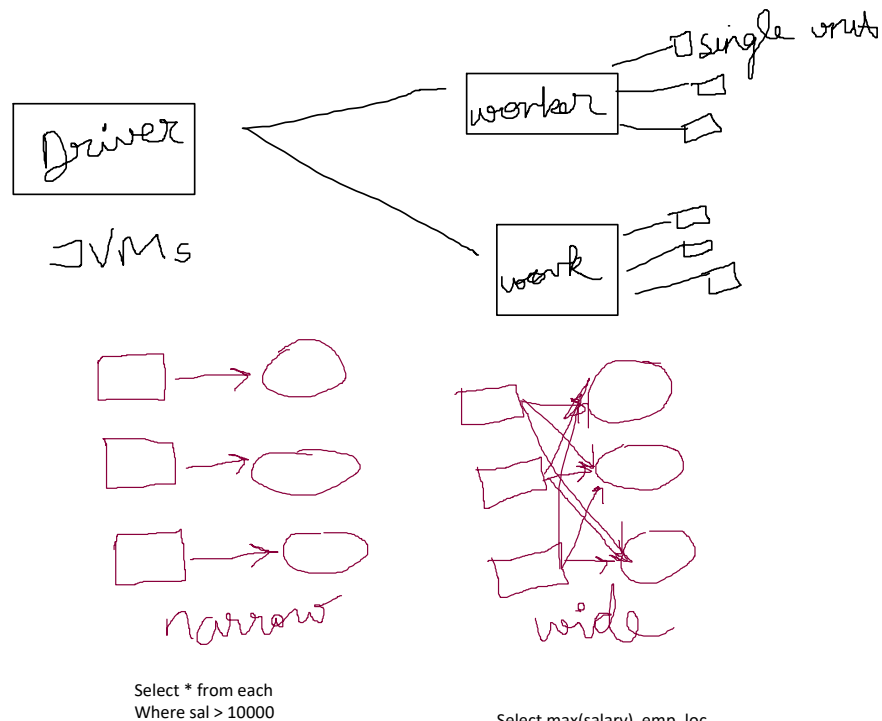 single unit
Driver
worker
JVMs
work
narrow
wide
Select * from each
Where sal > 10000
Select max(salary), emp_loc